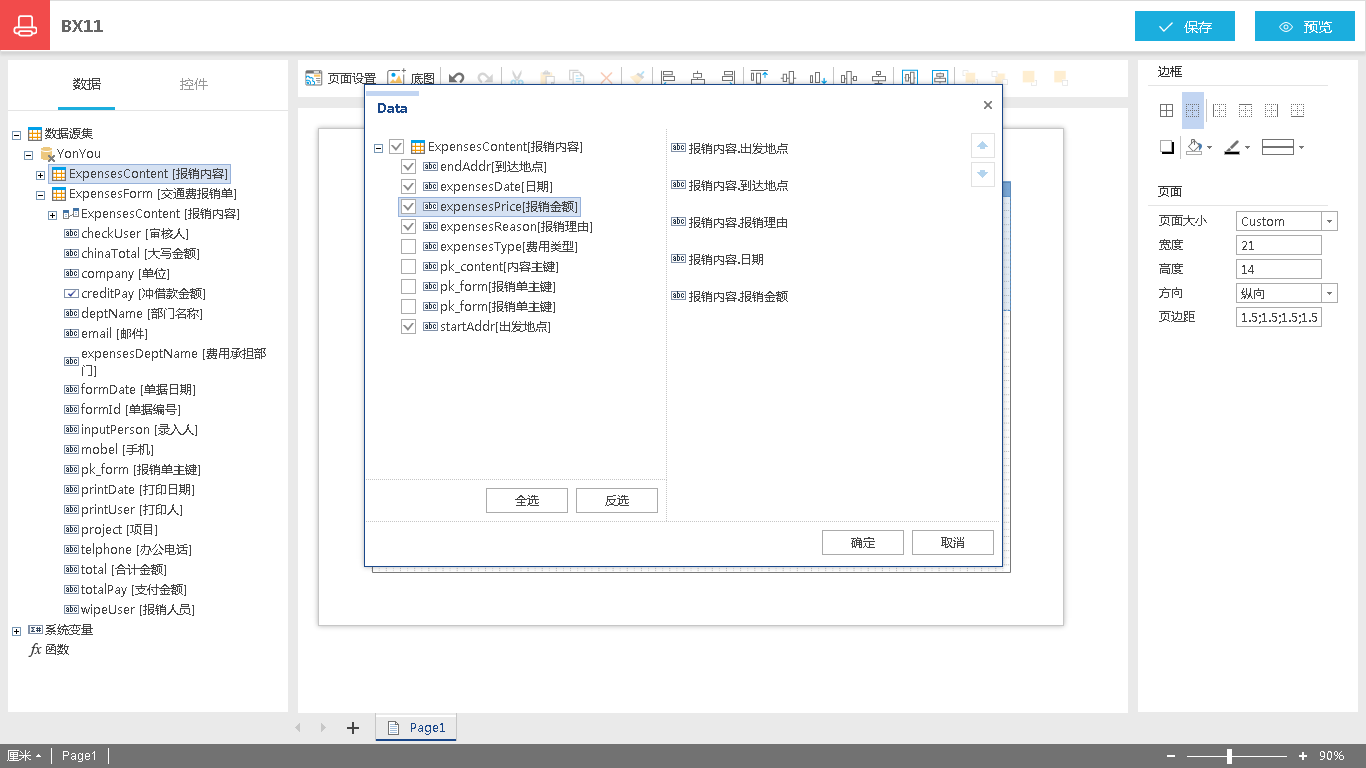 BX11
保存
预览
数据
控件
数据源集
YonYou
ExpensesContent [报销内容]
ExpensesForm [交通费报销单]
ExpensesContent [报销内容]
checkUser [审核人]
chinaTotal [大写金额]
company [单位]
creditPay [冲借款金额]
deptName [部门名称]
email [邮件]
expensesDeptName [费用承担部
门]
formDate [单据日期]
formId [单据编号]
inputPerson [录入人]
mobel [手机]
pk_form [报销单主键]
printDate [打印日期]
printUser [打印人]
project [项目]
telphone [办公电话]
total [合计金额]
totalPay [支付金额]
wipeUser [报销人员]
系统变量
fx 函数
页面设置
底图
Data
ExpensesContent[报销内容]
endAddr[到达地点]
expensesDate[日期]
expensesPrice[报销金额]
expensesReason[报销理由]
expensesType[费用类型]
pk_content[内容主键]
pk_form[报销单主键]
pk_form[报销单主键]
startAddr[出发地点]
全选
反选
报销内容.出发地点
报销内容.到达地点
报销内容.报销理由
报销内容.日期
报销内容.报销金额
确定
取消
边框
页面
页面大小 Custom
宽度 21
高度 14
方向 纵向
页边距 1.5;1.5;1.5;1.5
Page1
厘米
Page1
90%